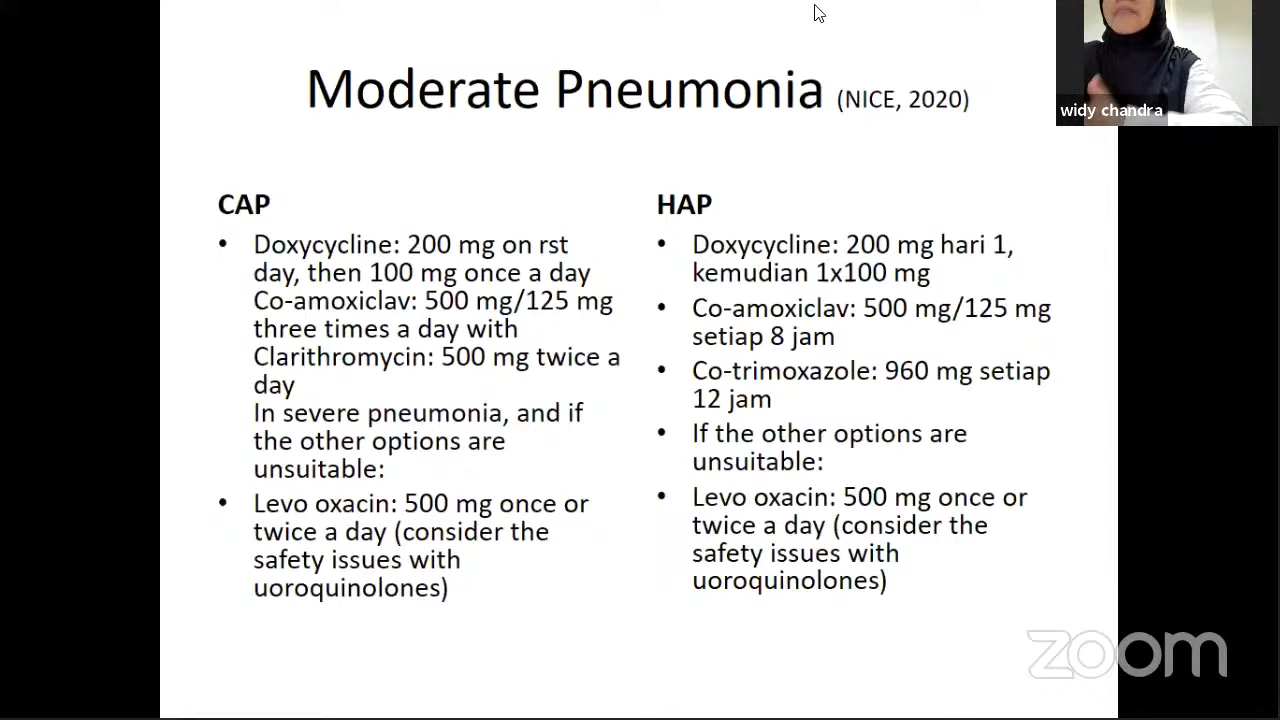 Moderate Pneumonia (NICE, 2020)
widy chandra
CAP
• Doxycycline: 200 mg on rst
day, then 100 mg once a day
Co-amoxiclav: 500 mg/125 mg
three times a day with
Clarithromycin: 500 mg twice a
day
In severe pneumonia, and if
the other options are
unsuitable:
• Levo oxacin: 500 mg once or
twice a day (consider the
safety issues with
uoroquinolones)
HAP
• Doxycycline: 200 mg hari 1,
kemudian 1x100 mg
• Co-amoxiclav: 500 mg/125 mg
setiap 8 jam
• Co-trimoxazole: 960 mg setiap
12 jam
• If the other options are
unsuitable:
• Levo oxacin: 500 mg once or
twice a day (consider the
safety issues with
uoroquinolones)
zoom